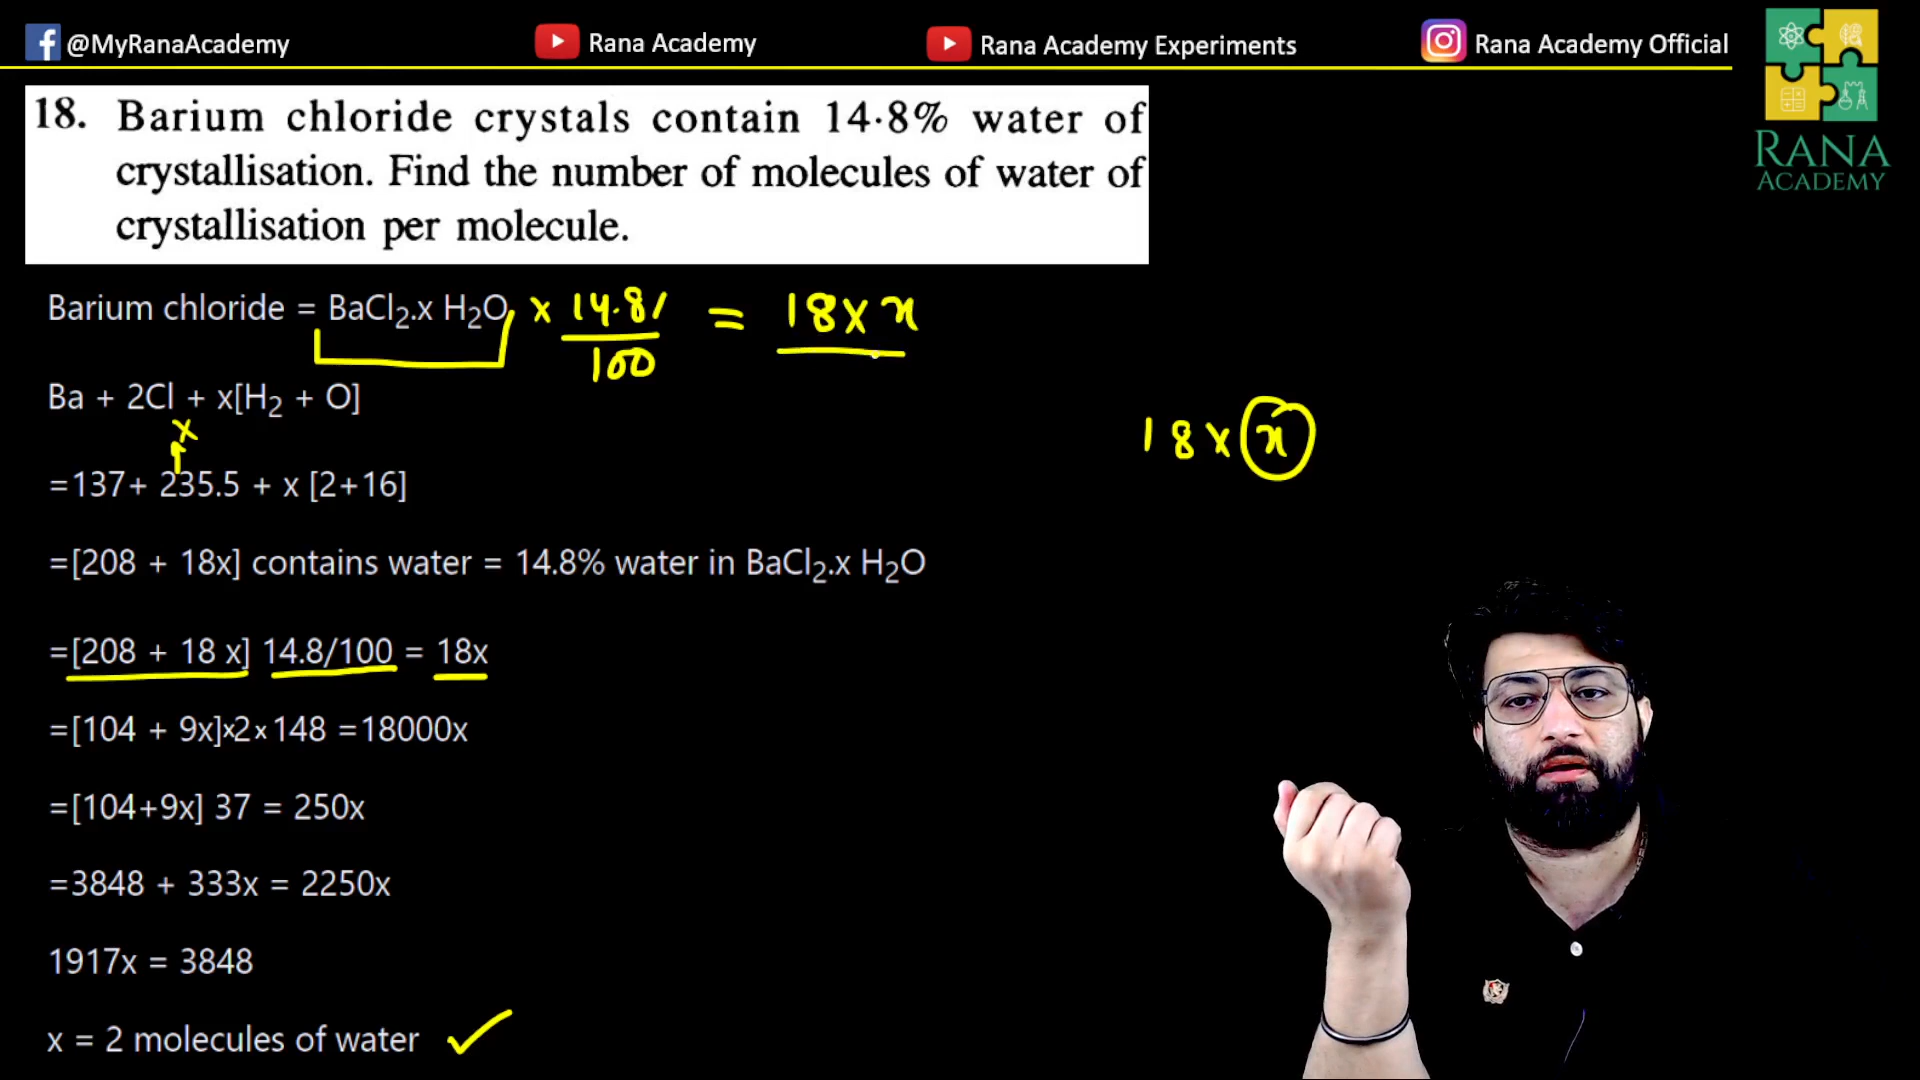 @MyRanaAcademy
Rana Academy
Rana Academy Experiments
Rana Academy Official
RANA
ACADEMY
18. Barium chloride crystals contain 14·8% water of
crystallisation. Find the number of molecules of water of
crystallisation per molecule.
Barium chloride = BaCl₂.x H₂O × 14.8/100 = 18 × x
Ba + 2Cl + x[H₂ + O]
×
18 × x
=137+ 235.5 + x [2+16]
=[208 + 18x] contains water = 14.8% water in BaCl₂.x H₂O
=[208 + 18 x] 14.8/100 = 18x
=[104 + 9x]×2×148 =18000x
=[104+9x] 37 = 250x
=3848 + 333x = 2250x
1917x = 3848
x = 2 molecules of water ✓